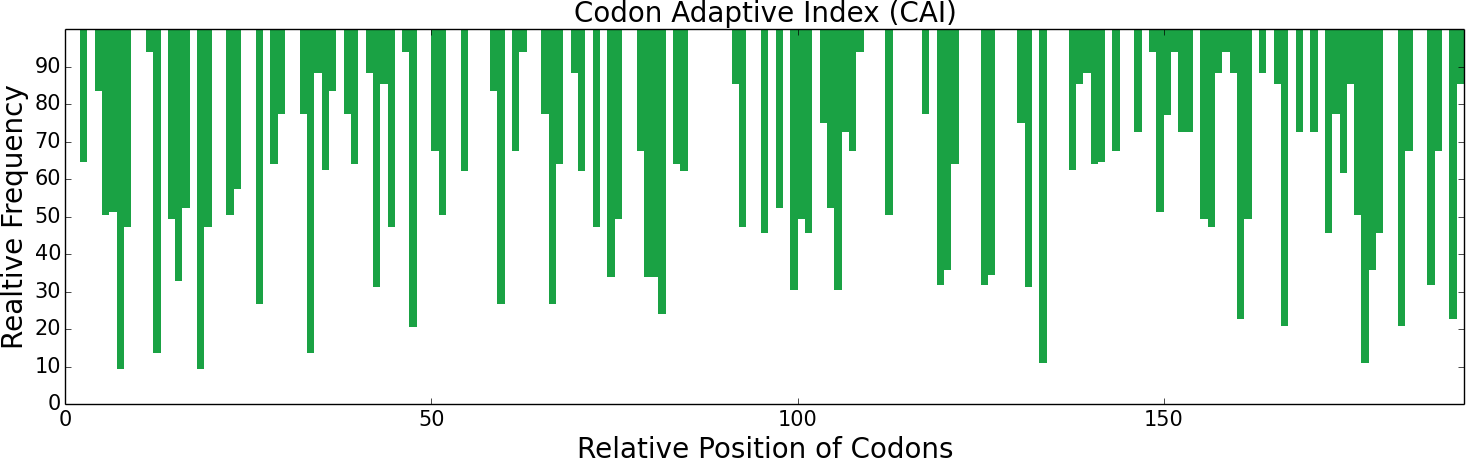 Codon Adaptive Index (CAI)
Realtive Frequency
90
80
70
60
50
40
30
20
10
0
0 50 100 150
Relative Position of Codons